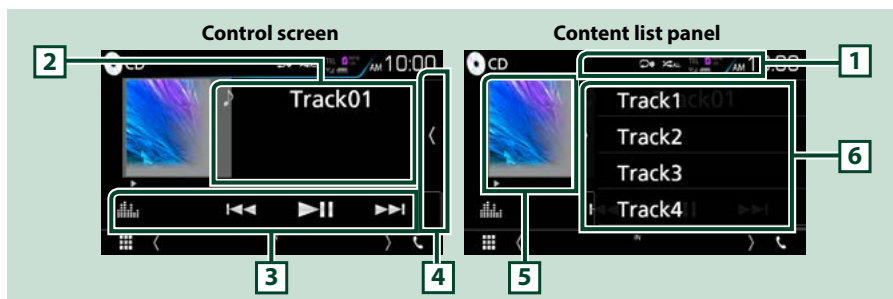 Control screen
Content list panel
2
CD
AM 10:00
Track01
3
4
CD
AM
1
Track1
Track2
Track3
Track4
IN
5
6